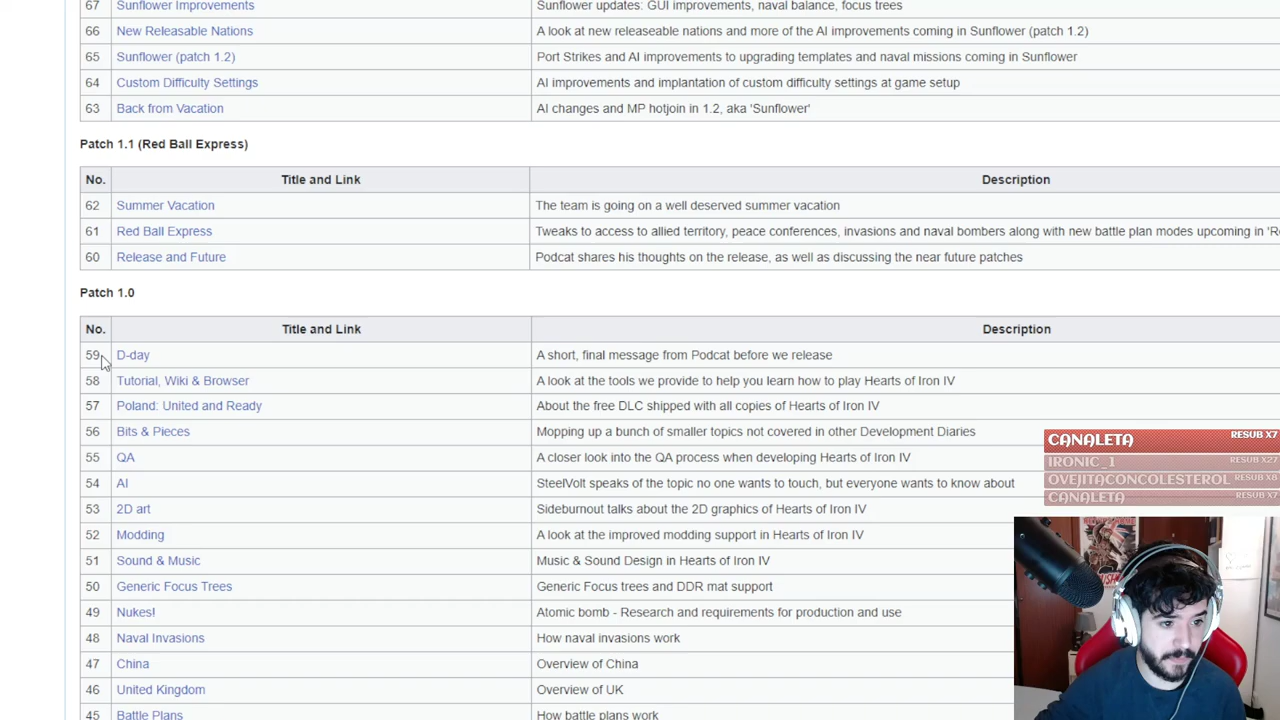 67 Sunflower Improvements Sunflower updates: GUI improvements, naval balance, focus trees
66 New Releasable Nations A look at new releaseable nations and more of the AI improvements coming in Sunflower (patch 1.2)
65 Sunflower (patch 1.2) Port Strikes and AI improvements to upgrading templates and naval missions coming in Sunflower
64 Custom Difficulty Settings AI improvements and implantation of custom difficulty settings at game setup
63 Back from Vacation AI changes and MP hotjoin in 1.2, aka 'Sunflower'
Patch 1.1 (Red Ball Express)
No. Title and Link Description
62 Summer Vacation The team is going on a well deserved summer vacation
61 Red Ball Express Tweaks to access to allied territory, peace conferences, invasions and naval bombers along with new battle plan modes upcoming in 'Re
60 Release and Future Podcat shares his thoughts on the release, as well as discussing the near future patches
Patch 1.0
No. Title and Link Description
59 D-day A short, final message from Podcat before we release
58 Tutorial, Wiki & Browser A look at the tools we provide to help you learn how to play Hearts of Iron IV
57 Poland: United and Ready About the free DLC shipped with all copies of Hearts of Iron IV
56 Bits & Pieces Mopping up a bunch of smaller topics not covered in other Development Diaries
55 QA A closer look into the QA process when developing Hearts of Iron IV
54 AI SteelVolt speaks of the topic no one wants to touch, but everyone wants to know about
53 2D art Sideburnout talks about the 2D graphics of Hearts of Iron IV
52 Modding A look at the improved modding support in Hearts of Iron IV
51 Sound & Music Music & Sound Design in Hearts of Iron IV
50 Generic Focus Trees Generic Focus trees and DDR mat support
49 Nukes! Atomic bomb - Research and requirements for production and use
48 Naval Invasions How naval invasions work
47 China Overview of China
46 United Kingdom Overview of UK
45 Battle Plans How battle plans work
CANALETA RESUB X7
IRONIC_1 RESUB X27
OVEJITACONCOLESTEROL RESUB X8
CANALETA RESUB X7